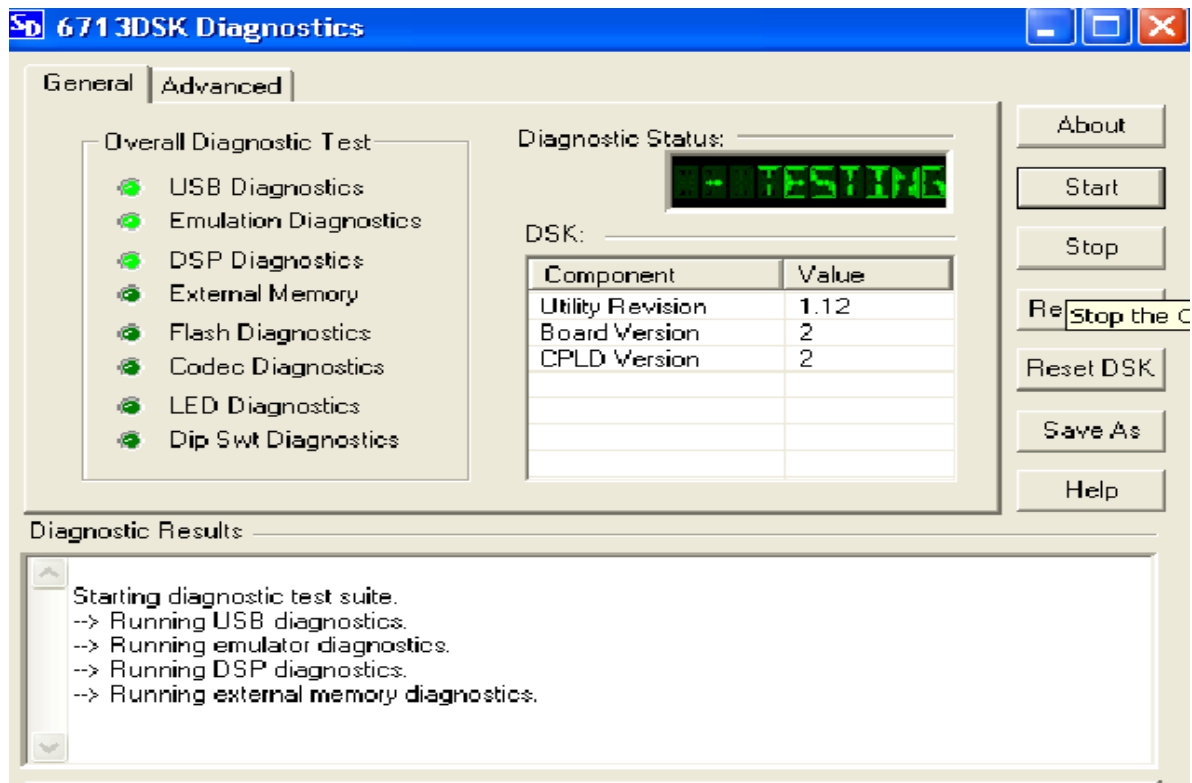 SD 6713DSK Diagnostics
General Advanced
Overall Diagnostic Test
USB Diagnostics
Emulation Diagnostics
DSP Diagnostics
External Memory
Flash Diagnostics
Codec Diagnostics
LED Diagnostics
Dip Swt Diagnostics
Diagnostic Status:
- TESTING
DSK:
Component Value
Utility Revision 1.12
Board Version 2
CPLD Version 2
About
Start
Stop
Re
Stop the
Reset DSK
Save As
Help
Diagnostic Results
Starting diagnostic test suite.
--> Running USB diagnostics.
--> Running emulator diagnostics.
--> Running DSP diagnostics.
--> Running external memory diagnostics.